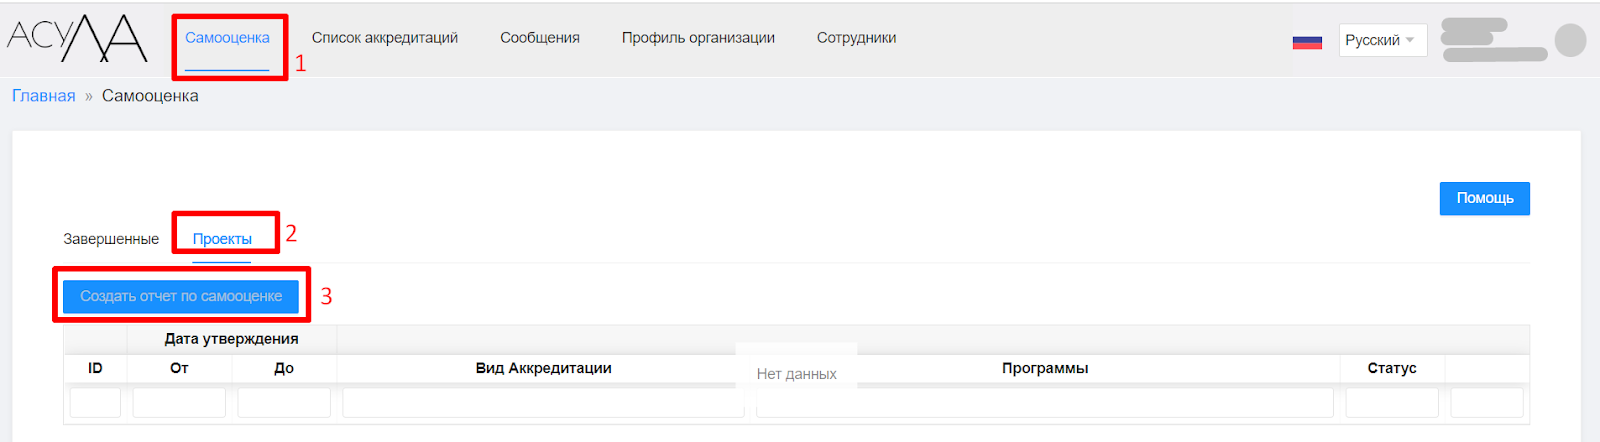 АСУЛА Самооценка 1 Список аккредитаций Сообщения Профиль организации Сотрудники Русский
Главная » Самооценка
Помощь
Завершенные Проекты 2
Создать отчет по самооценке 3
Дата утверждения
ID От До Вид Аккредитации Программы Статус
Нет данных